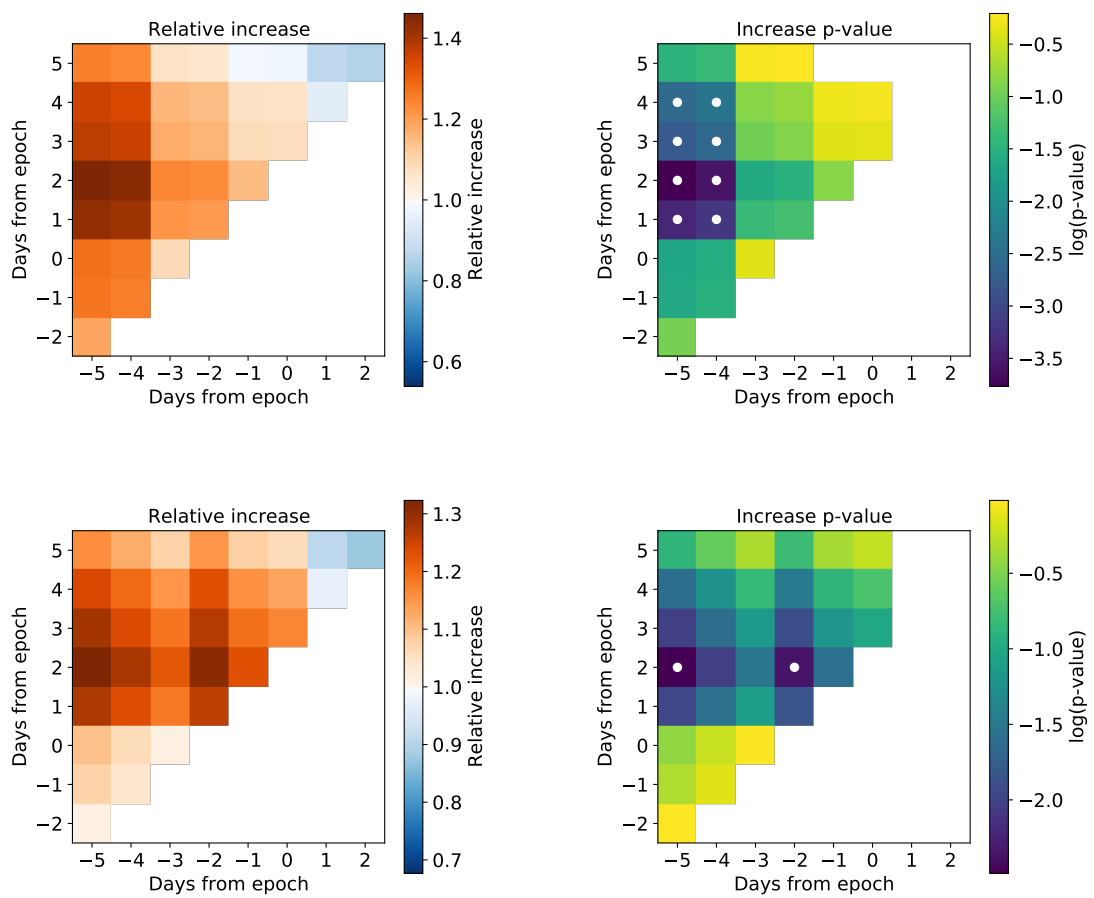 Relative increase
5
4
3
2
1
0
−1
−2
−5 −4 −3 −2 −1 0 1 2
Days from epoch
Days from epoch
1.4
1.2
1.0
0.8
0.6
Relative increase
Increase p-value
5
4
3
2
1
0
−1
−2
−5 −4 −3 −2 −1 0 1 2
Days from epoch
Days from epoch
−0.5
−1.0
−1.5
−2.0
−2.5
−3.0
−3.5
log(p-value)
Relative increase
5
4
3
2
1
0
−1
−2
−5 −4 −3 −2 −1 0 1 2
Days from epoch
Days from epoch
1.3
1.2
1.1
1.0
0.9
0.8
0.7
Relative increase
Increase p-value
5
4
3
2
1
0
−1
−2
−5 −4 −3 −2 −1 0 1 2
Days from epoch
Days from epoch
−0.5
−1.0
−1.5
−2.0
log(p-value)